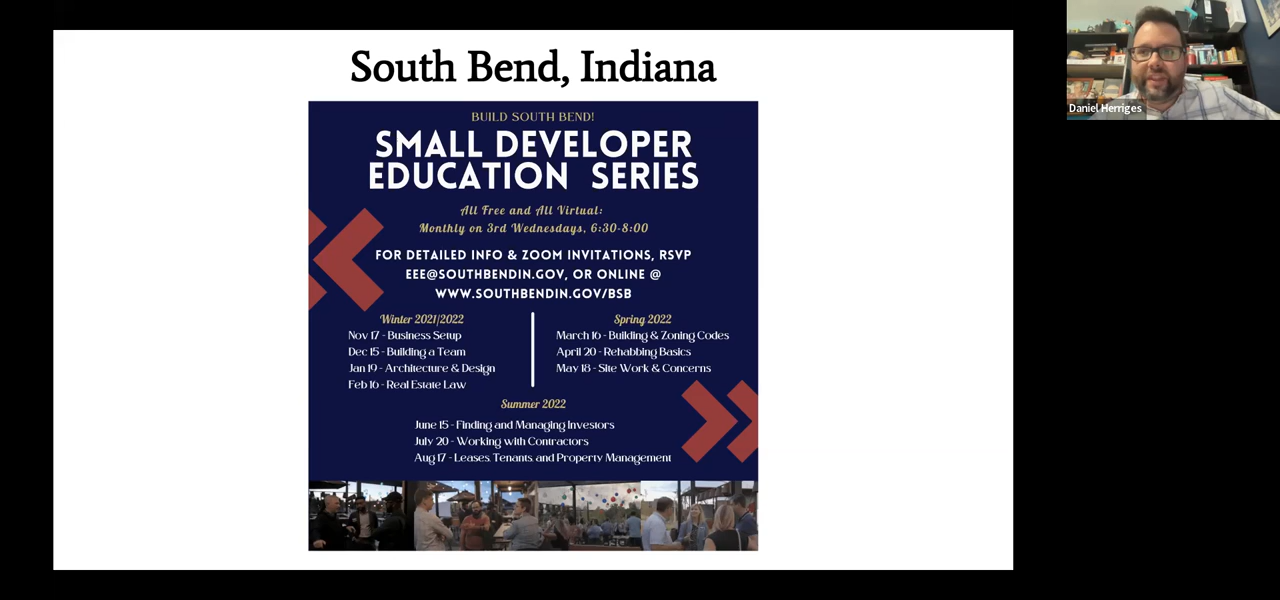 South Bend, Indiana
BUILD SOUTH BEND!
SMALL DEVELOPER
EDUCATION SERIES
All Free and All Virtual:
Monthly on 3rd Wednesdays, 6:30-8:00
FOR DETAILED INFO & ZOOM INVITATIONS, RSVP
EEE@SOUTHBENDIN.GOV, OR ONLINE @
WWW.SOUTHBENDIN.GOV/BSB
Winter 2021/2022
Nov 17 - Business Setup
Dec 15 - Building a Team
Jan 19 - Architecture & Design
Feb 16 - Real Estate Law
Spring 2022
March 16 - Building & Zoning Codes
April 20 - Rehabbing Basics
May 18 - Site Work & Concerns
Summer 2022
June 15 - Finding and Managing Investors
July 20 - Working with Contractors
Aug 17 - Leases, Tenants, and Property Management
Daniel Herriges